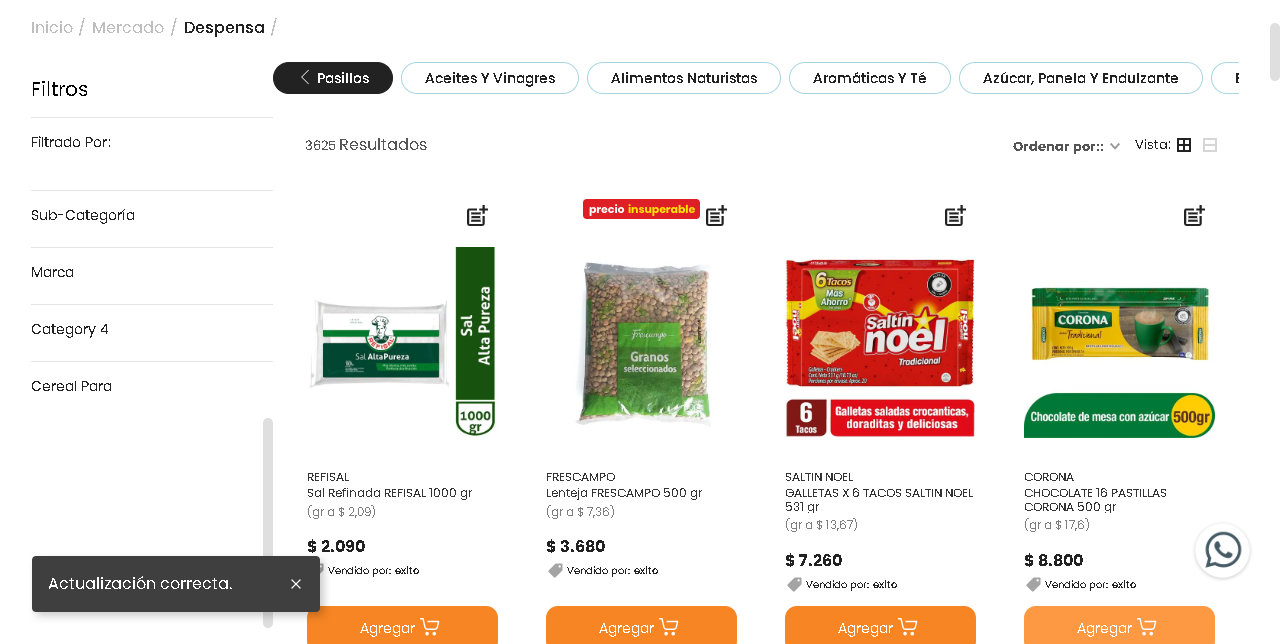 Inicio / Mercado / Despensa /
Pasillos
Aceites Y Vinagres
Alimentos Naturistas
Aromáticas Y Té
Azúcar, Panela Y Endulzante
Filtros
Filtrado Por:
Sub-Categoría
Marca
Category 4
Cereal Para
3625 Resultados
Ordenar por::
Vista:
REFISAL
Sal AltaPureza
Sal
Alta Pureza
1000
gr
REFISAL
Sal Refinada REFISAL 1000 gr
(gr a $ 2,09)
$ 2.090
Vendido por: exito
Agregar
precio insuperable
Frescampo
Granos
seleccionados
FRESCAMPO
Lenteja FRESCAMPO 500 gr
(gr a $ 7,36)
$ 3.680
Vendido por: exito
Agregar
6 Tacos
Más
Ahorro
Saltín
noel
Tradicional
noel
6
Tacos
Galletas saladas crocanticas,
doraditas y deliciosas
SALTIN NOEL
GALLETAS X 6 TACOS SALTIN NOEL
531 gr
(gr a $ 13,67)
$ 7.260
Vendido por: exito
Agregar
CORONA
Tradicional
Chocolate de mesa con azúcar
500gr
CORONA
CHOCOLATE 16 PASTILLAS
CORONA 500 gr
(gr a $ 17,6)
$ 8.800
Vendido por: exito
Agregar
Actualización correcta.